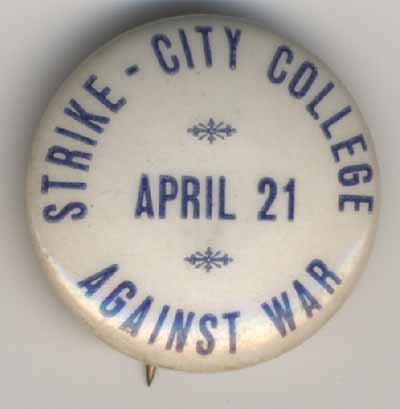 STRIKE - CITY COLLEGE
APRIL 21
AGAINST WAR